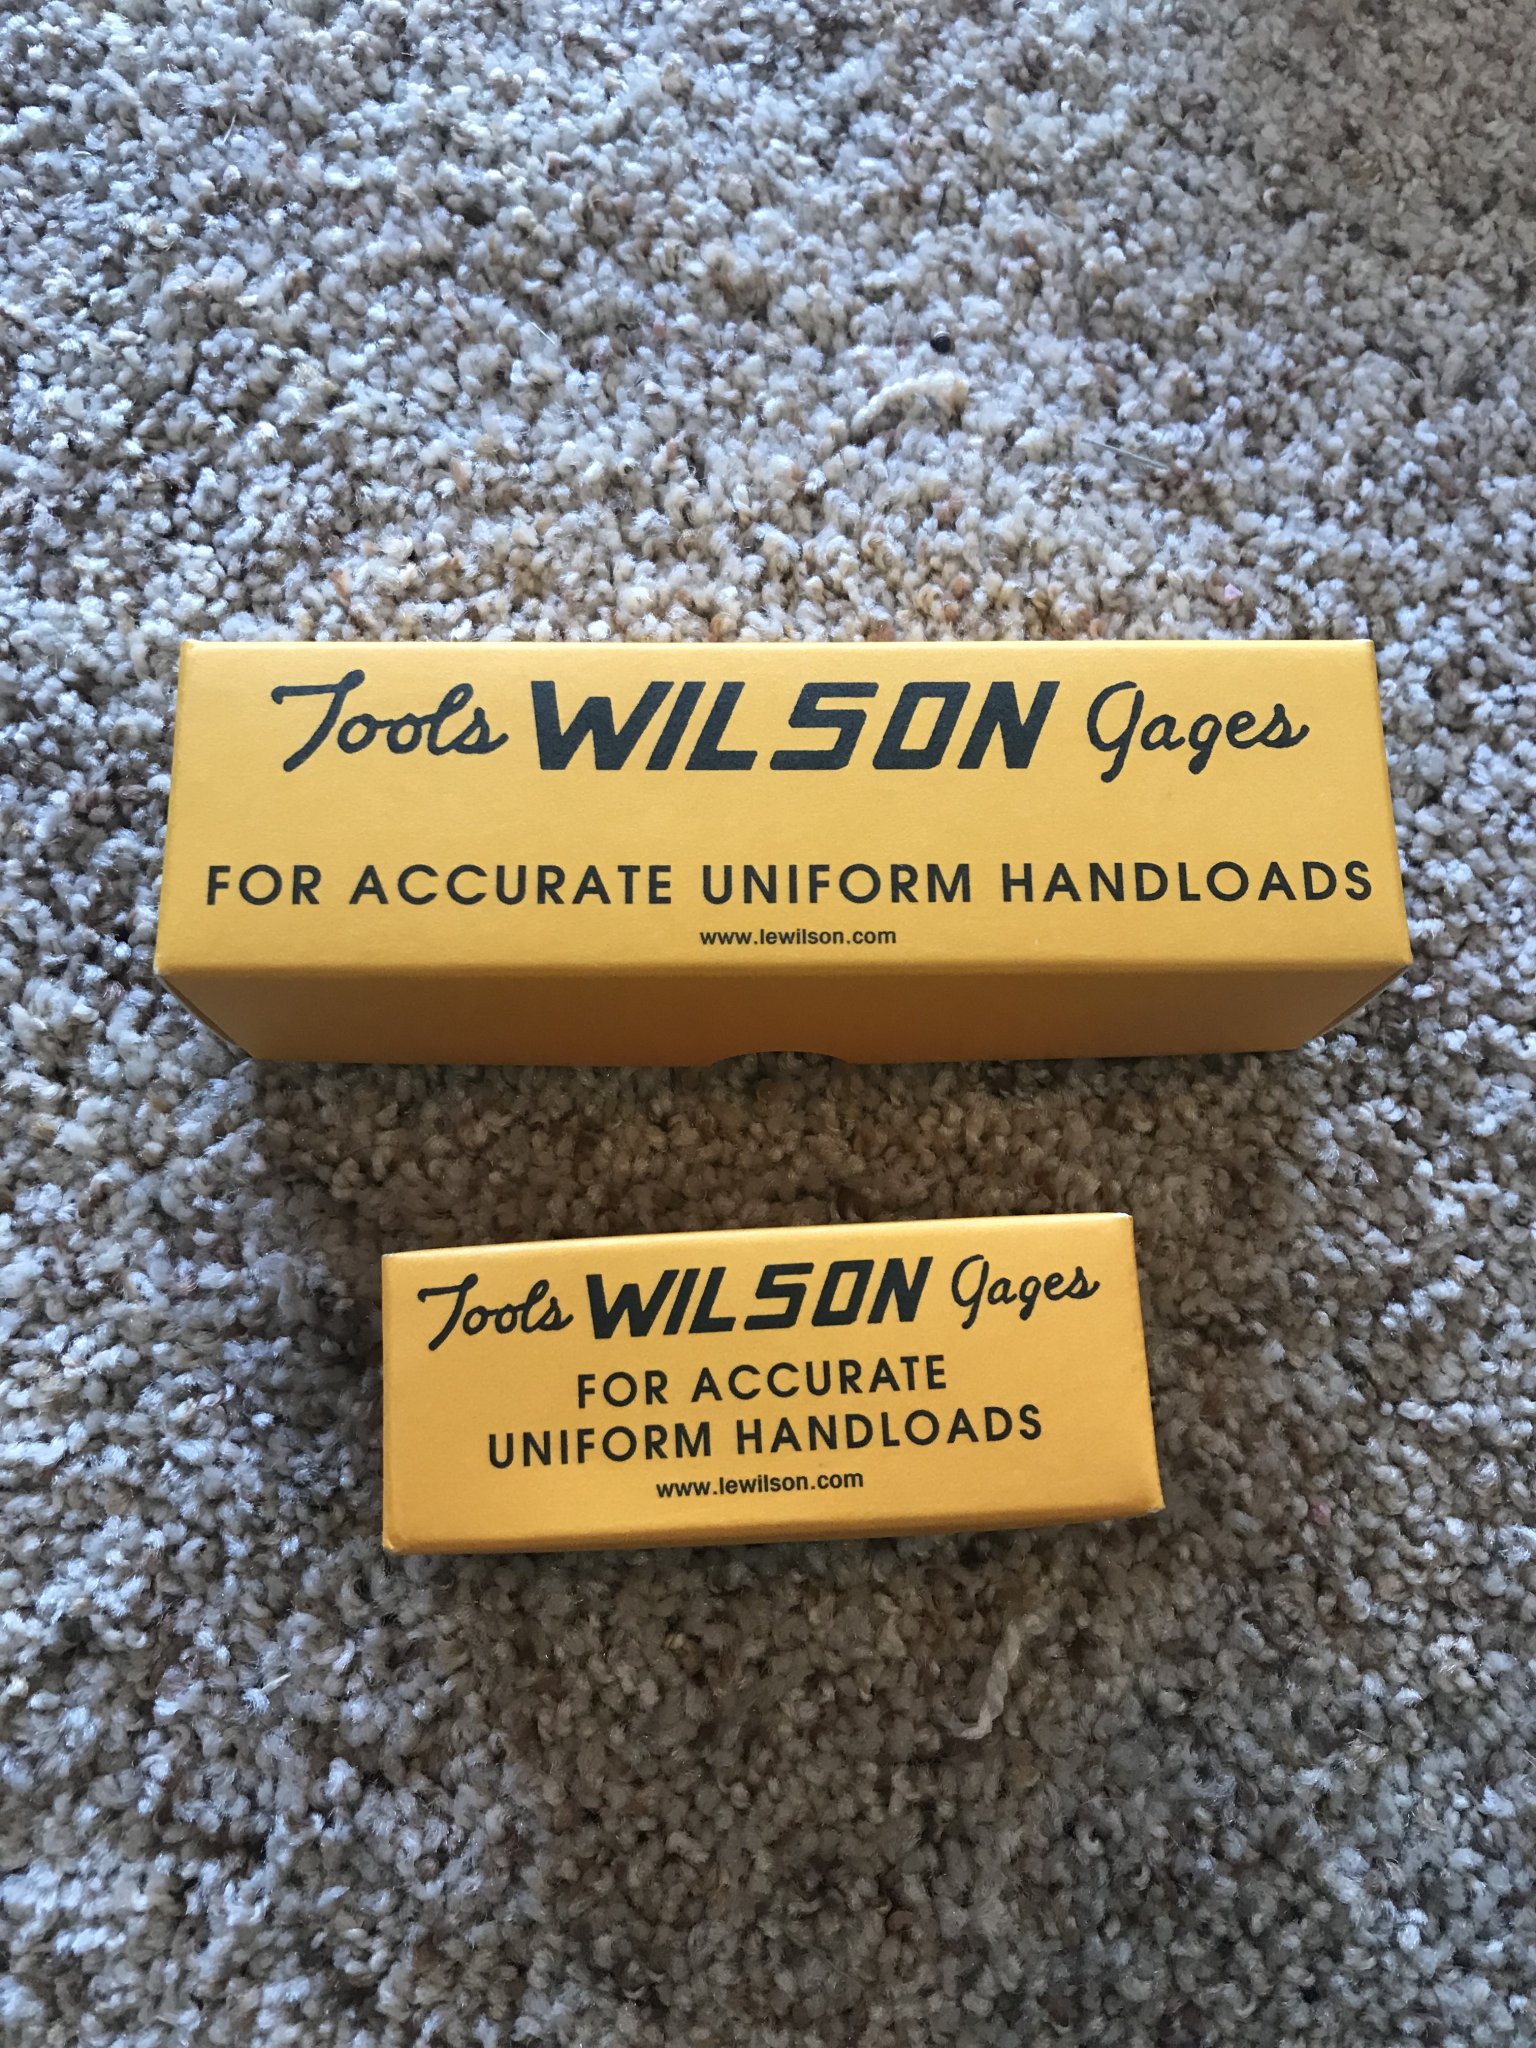 Tools WILSON Gages
FOR ACCURATE UNIFORM HANDLOADS
www.lewilson.com
Tools WILSON Gages
FOR ACCURATE
UNIFORM HANDLOADS
www.lewilson.com